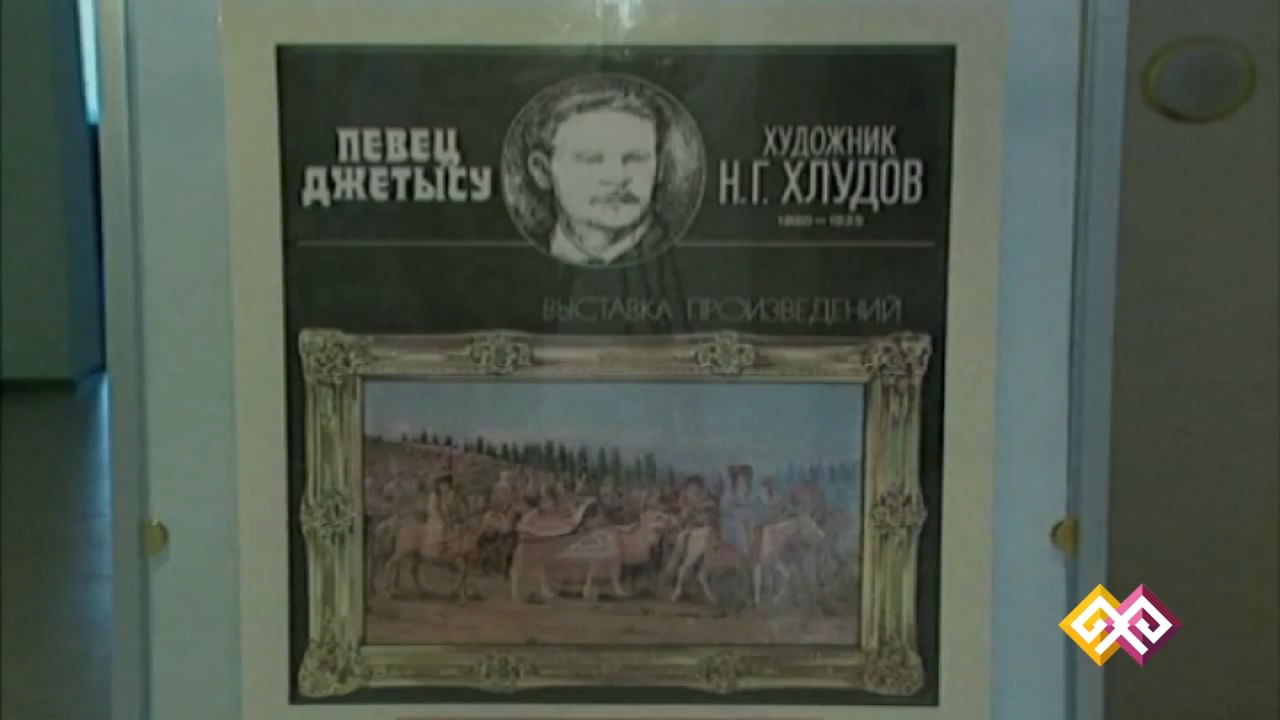 ПЕВЕЦ
ДЖЕТЫСУ
ХУДОЖНИК
Н.Г. ХЛУДОВ
ВЫСТАВКА ПРОИЗВЕДЕНИЙ